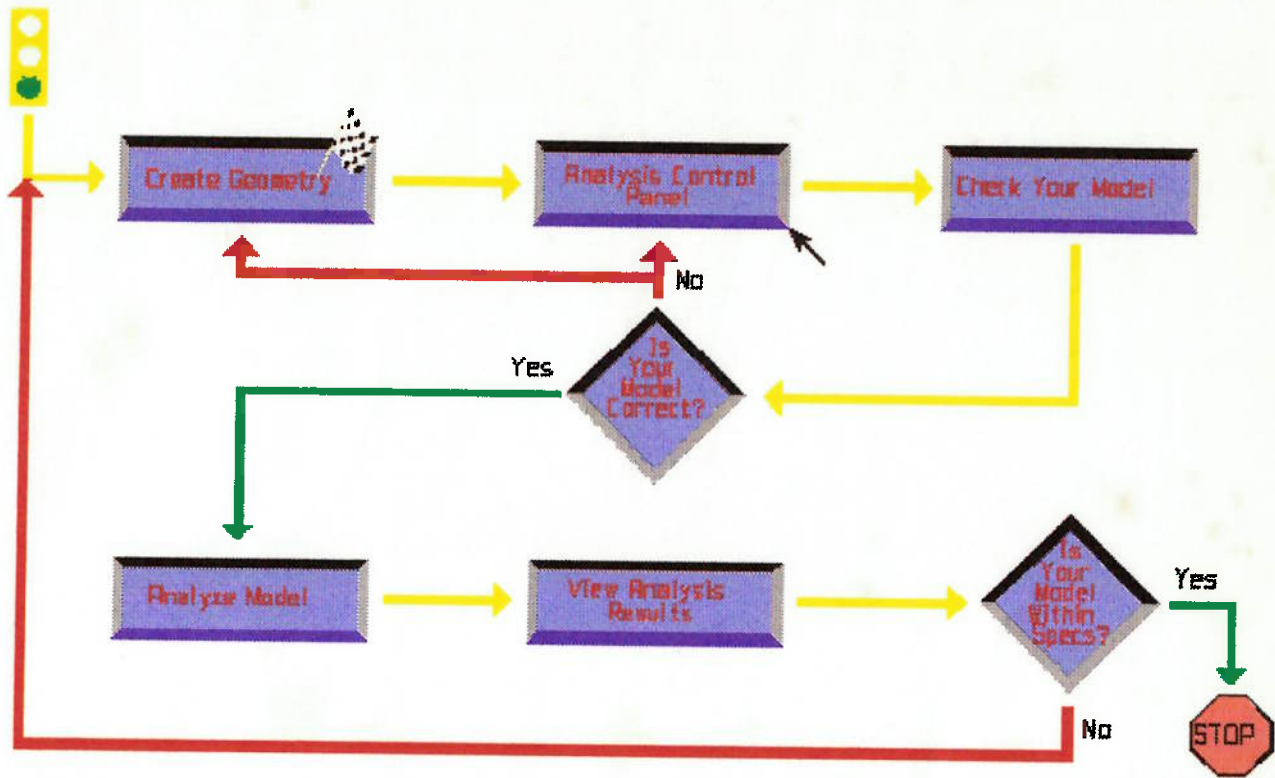 Create Geometry
Analysis Control
Panel
Check Your Model
No
Yes
Is
Your
Model
Correct?
Analyze Model
View Analysis
Results
Is
Your
Model
Within
Specs?
Yes
No
STOP